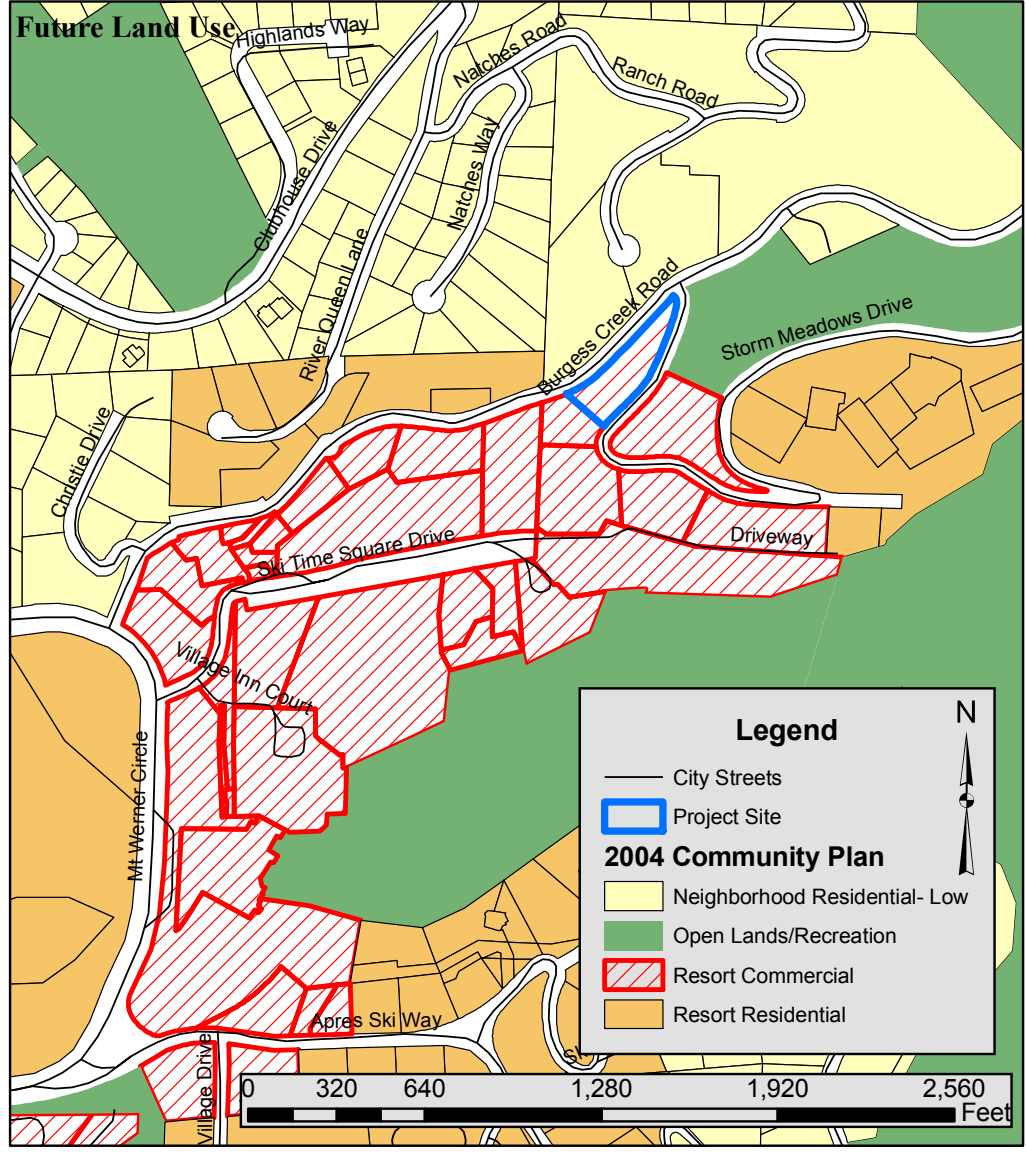 Future Land Use
Highlands Way
Natches Road
Ranch Road
Clubhouse Drive
Natches Way
River Queen Lane
Burgess Creek Road
Storm Meadows Drive
Christie Drive
Ski Time Square Drive
Driveway
Village Inn Court
Mt Werner Circle
Apres Ski Way
Village Drive
Legend
N
City Streets
Project Site
2004 Community Plan
Neighborhood Residential- Low
Open Lands/Recreation
Resort Commercial
Resort Residential
0 320 640 1,280 1,920 2,560
Feet